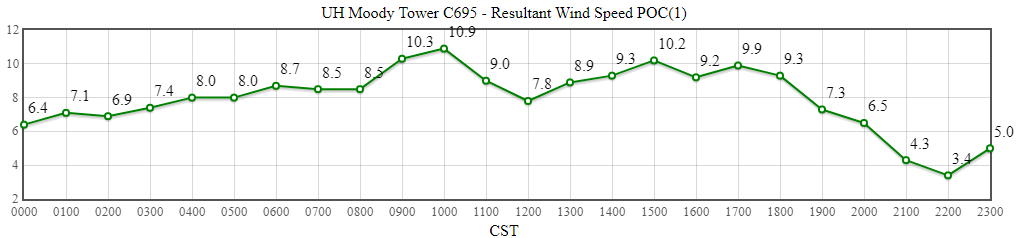 UH Moody Tower C695 - Resultant Wind Speed POC(1)
12
10
8
6
4
2
6.4 7.1 6.9 7.4 8.0 8.0 8.7 8.5 8.5 10.3 10.9 9.0 7.8 8.9 9.3 10.2 9.2 9.9 9.3 7.3 6.5 4.3 3.4 5.0
0000 0100 0200 0300 0400 0500 0600 0700 0800 0900 1000 1100 1200 1300 1400 1500 1600 1700 1800 1900 2000 2100 2200 2300
CST